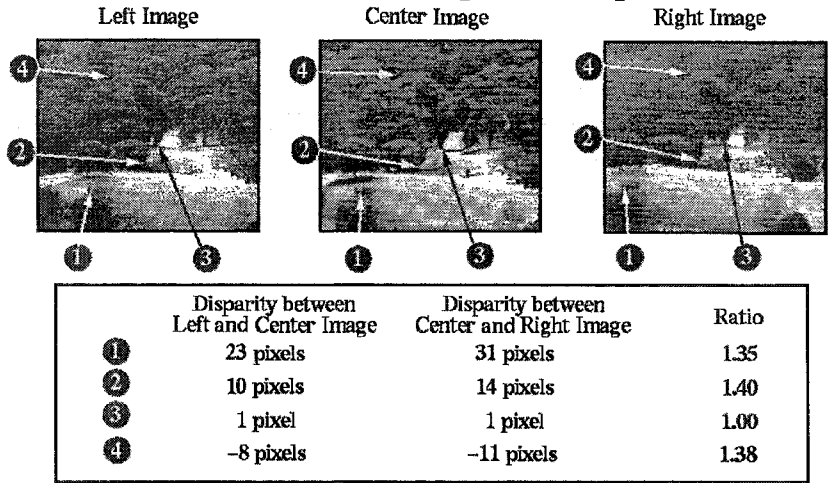 Left Image Center Image Right Image
4 4 4
2 2 2
1 3 1 3 1 3
Disparity between Disparity between
Left and Center Image Center and Right Image Ratio
1 23 pixels 31 pixels 1.35
2 10 pixels 14 pixels 1.40
3 1 pixel 1 pixel 1.00
4 –8 pixels –11 pixels 1.38